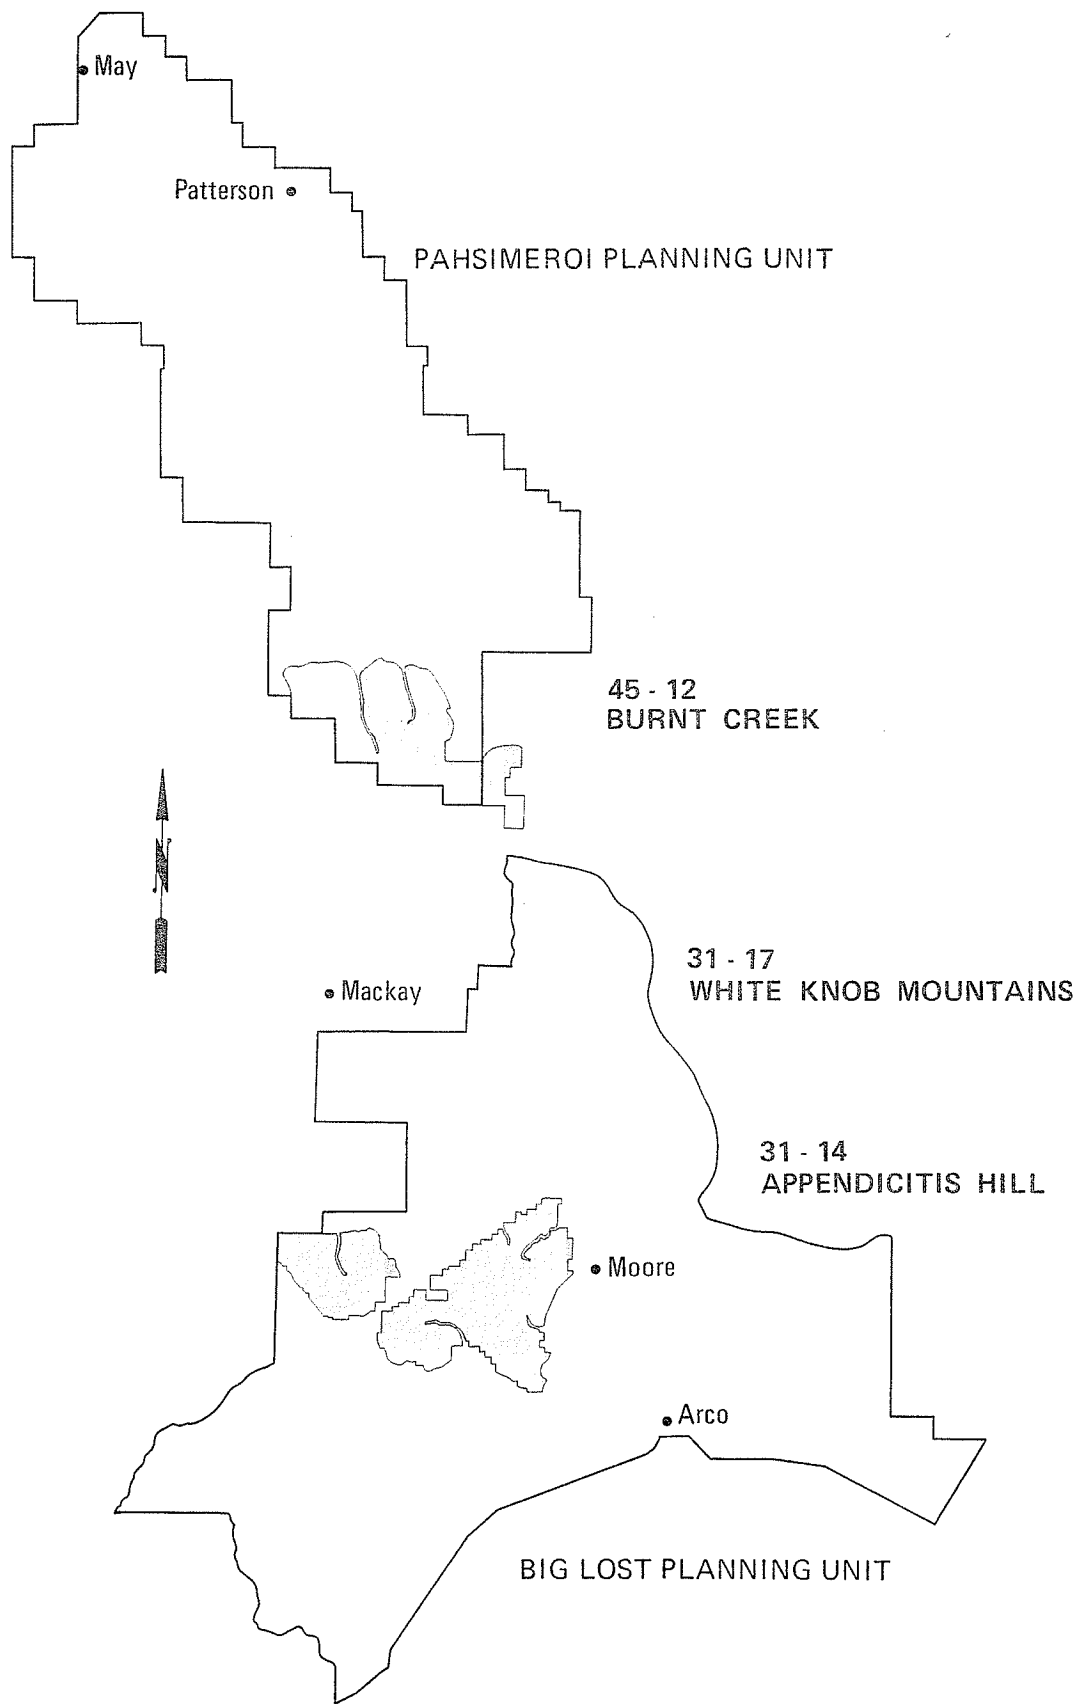 May
Patterson
PAHSIMEROI PLANNING UNIT
45 - 12
BURNT CREEK
N
31 - 17
WHITE KNOB MOUNTAINS
Mackay
31 - 14
APPENDICITIS HILL
Moore
Arco
BIG LOST PLANNING UNIT